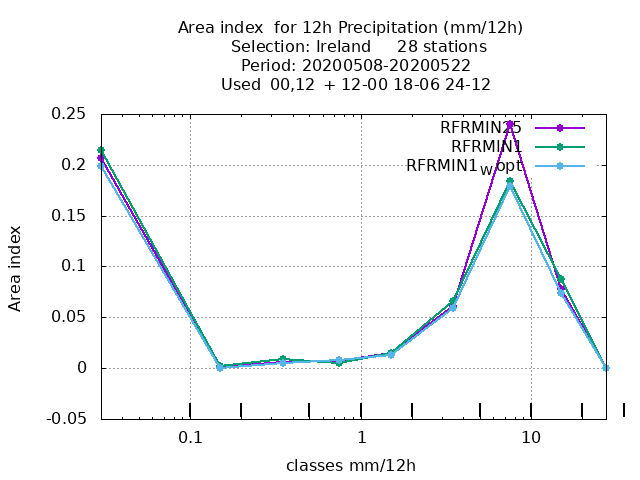 Area index  for 12h Precipitation (mm/12h)
Selection: Ireland     28 stations
Period: 20200508-20200522
Used  00,12  + 12-00 18-06 24-12
RFRMIN25
RFRMIN1
RFRMIN1w opt
0.25
0.2
0.15
0.1
0.05
0
-0.05
Area index
0.1
1
10
classes mm/12h